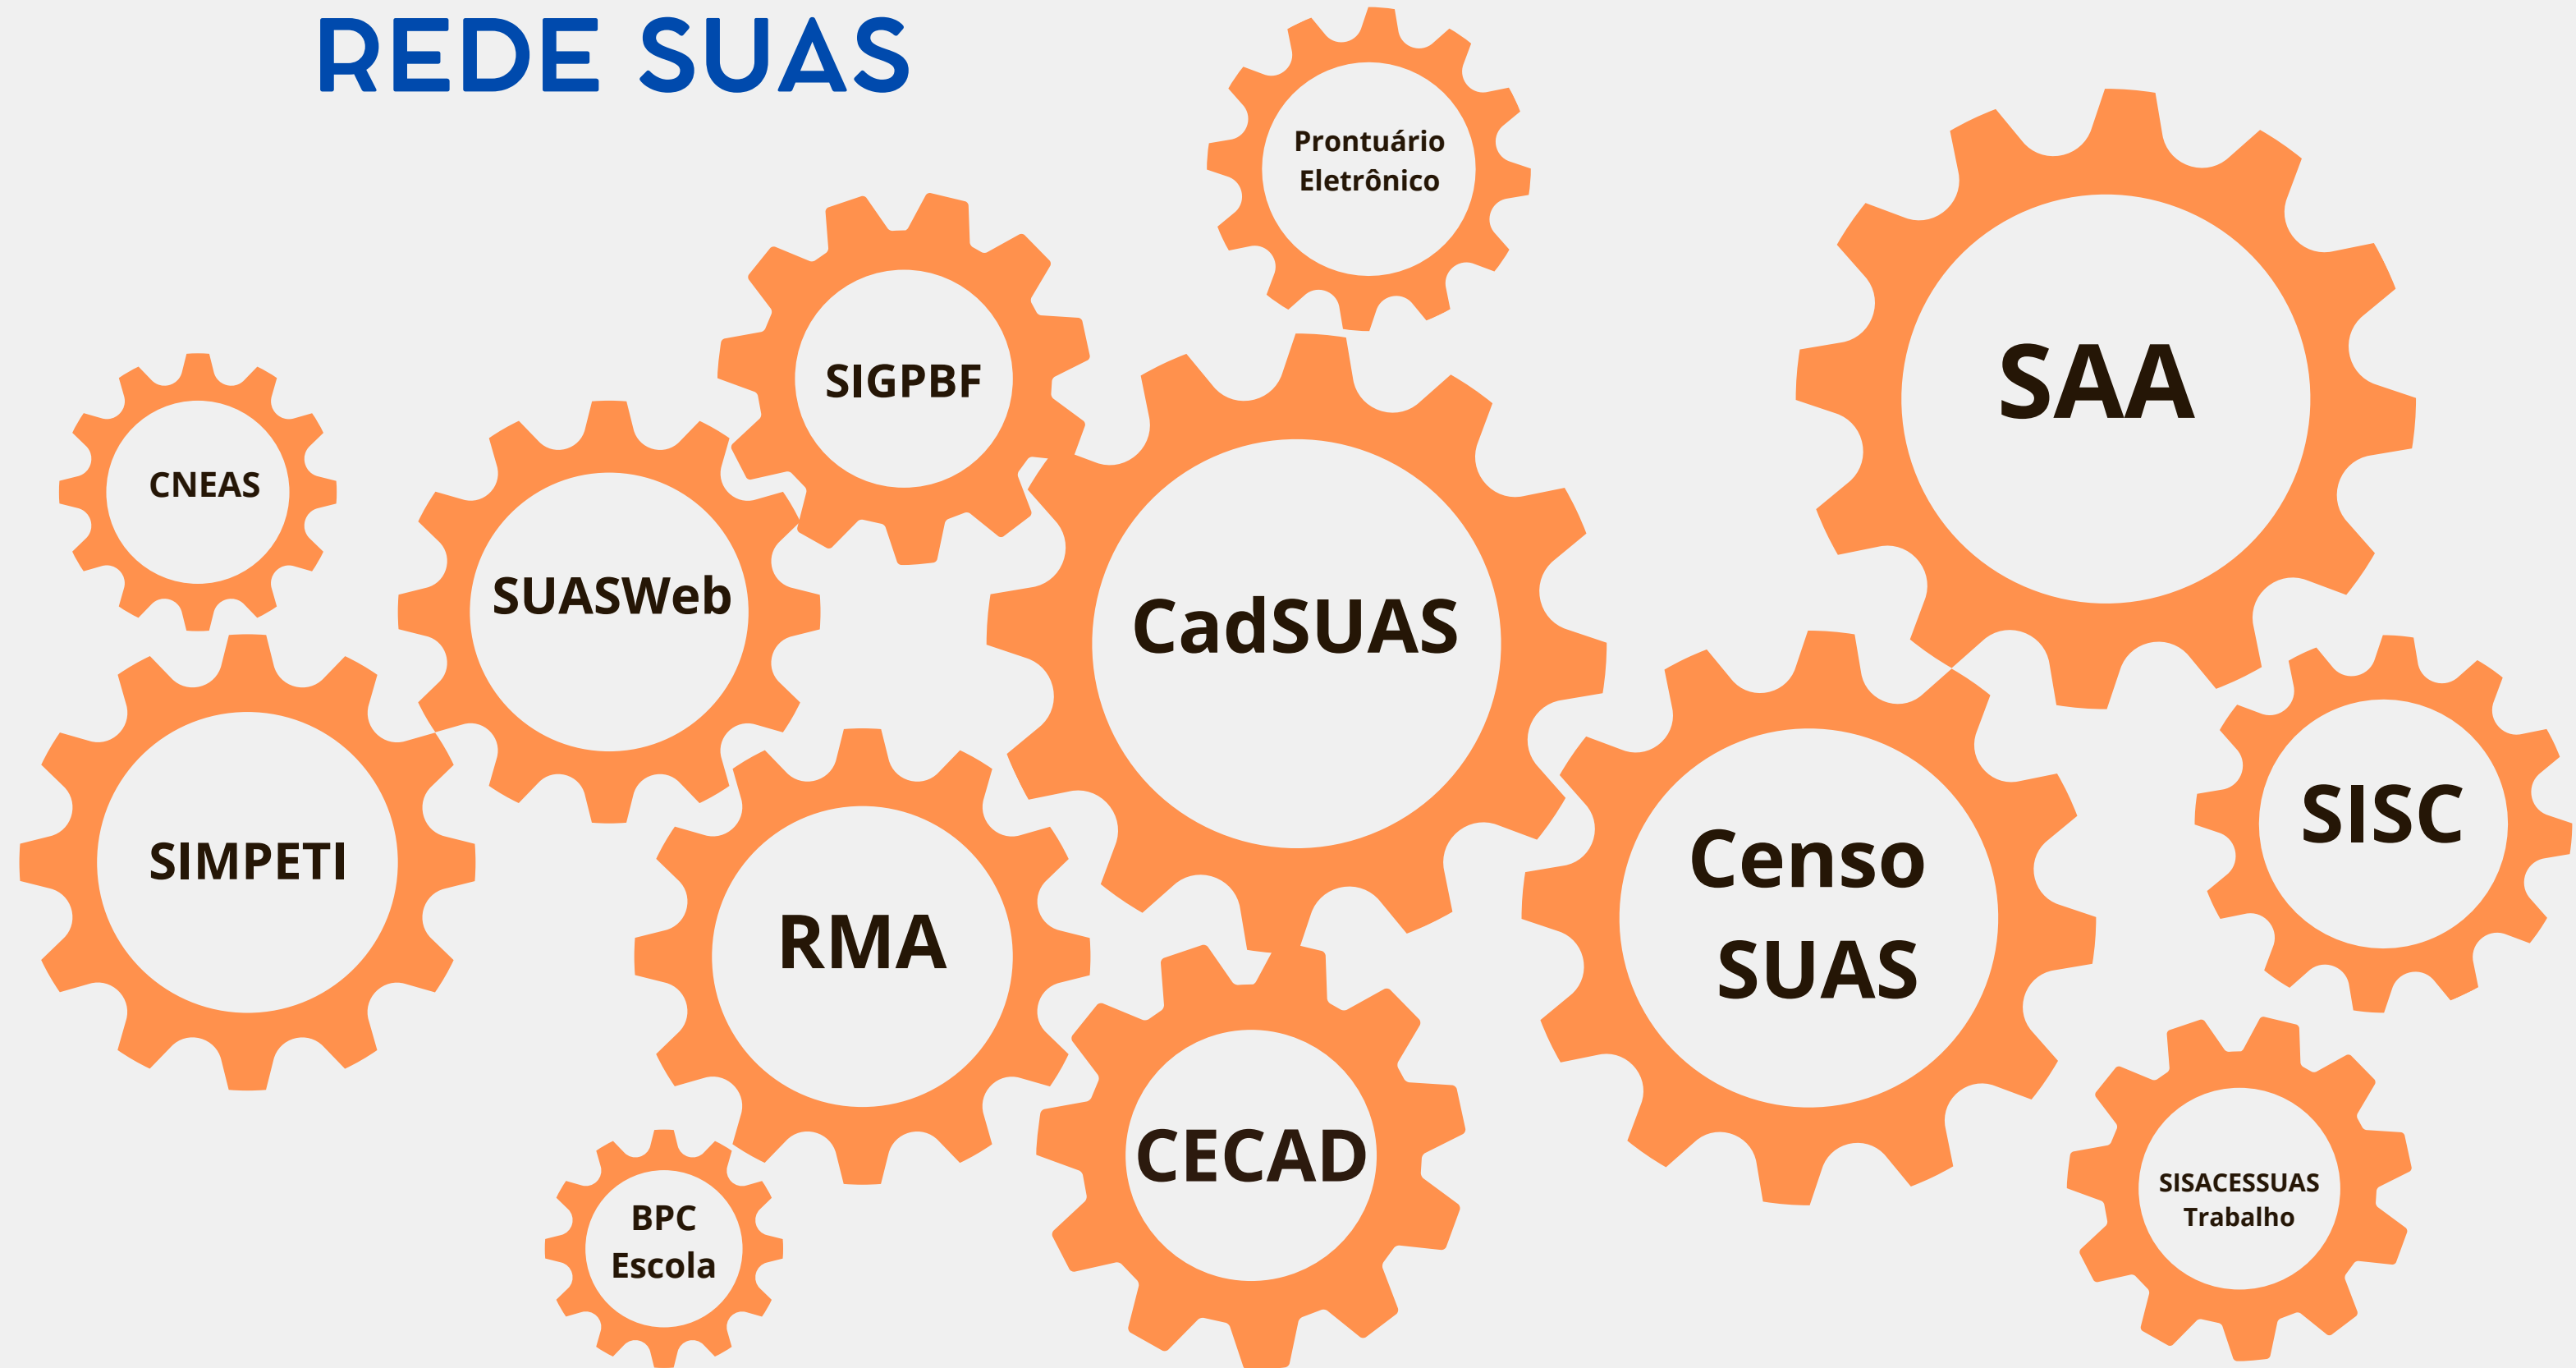 REDE SUAS
Prontuário
Eletrônico
SAA
SIGPBF
CNEAS
SUASWeb
CadSUAS
SISC
SIMPETI
Censo
SUAS
RMA
CECAD
SISACESSUAS
Trabalho
BPC
Escola